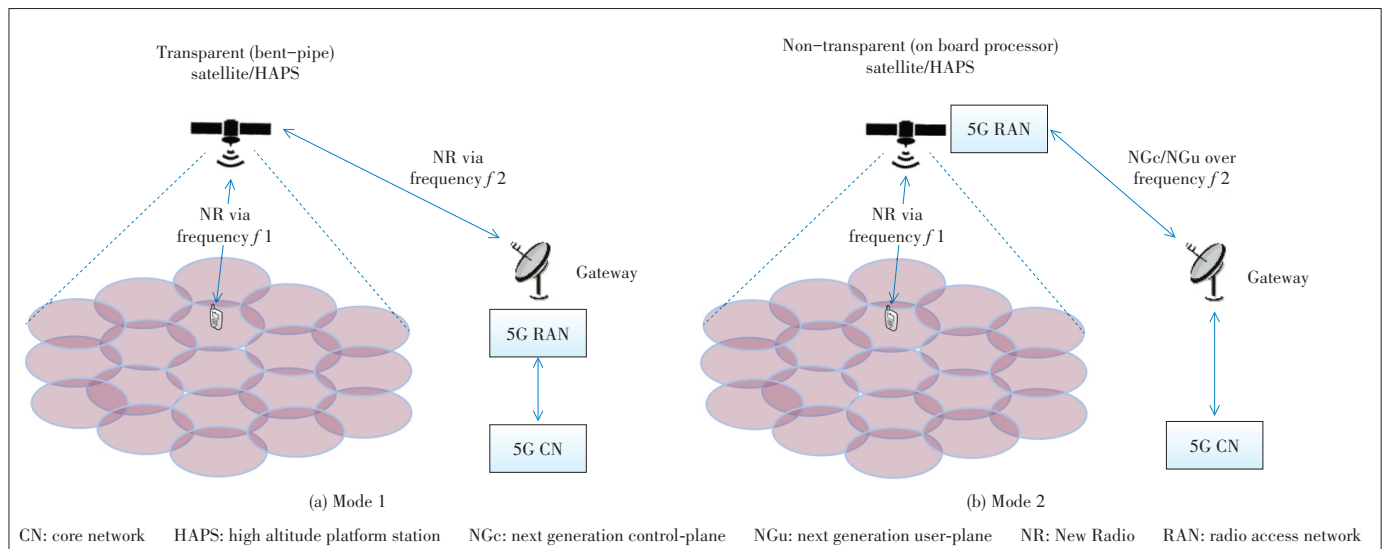 Transparent (bent-pipe)
satellite/HAPS
NR via
frequency f 2
NR via
frequency f 1
Gateway
5G RAN
5G CN
(a) Mode 1
Non-transparent (on board processor)
satellite/HAPS
5G RAN
NGc/NGu over
frequency f 2
NR via
frequency f 1
Gateway
5G CN
(b) Mode 2
CN: core network HAPS: high altitude platform station NGc: next generation control-plane NGu: next generation user-plane NR: New Radio RAN: radio access network